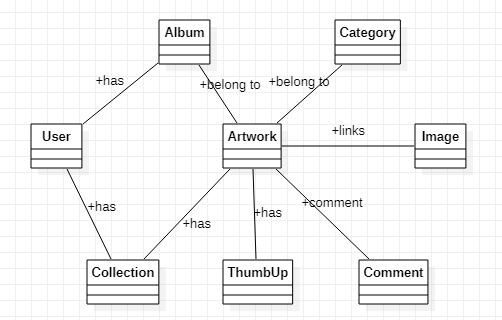 Album
Category
+has
+belong to
+belong to
User
Artwork
+links
Image
+has
+has
+has
+comment
Collection
ThumbUp
Comment